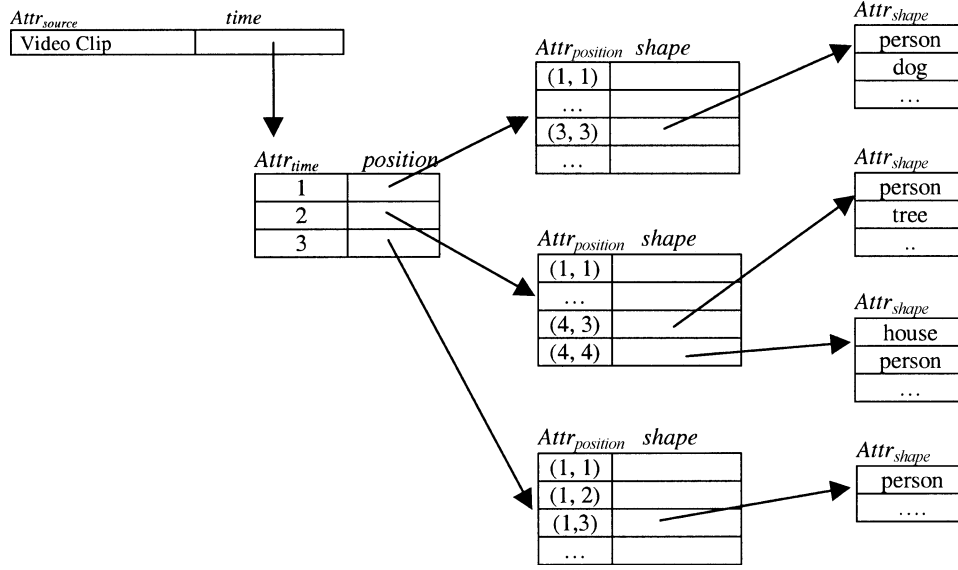 Attrsource time
Video Clip
Attrtime position
1
2
3
Attrposition shape
(1, 1)
…
(3, 3)
…
Attrshape
person
dog
…
Attrposition shape
(1, 1)
…
(4, 3)
(4, 4)
Attrshape
person
tree
..
Attrshape
house
person
…
Attrposition shape
(1, 1)
(1, 2)
(1,3)
…
Attrshape
person
….